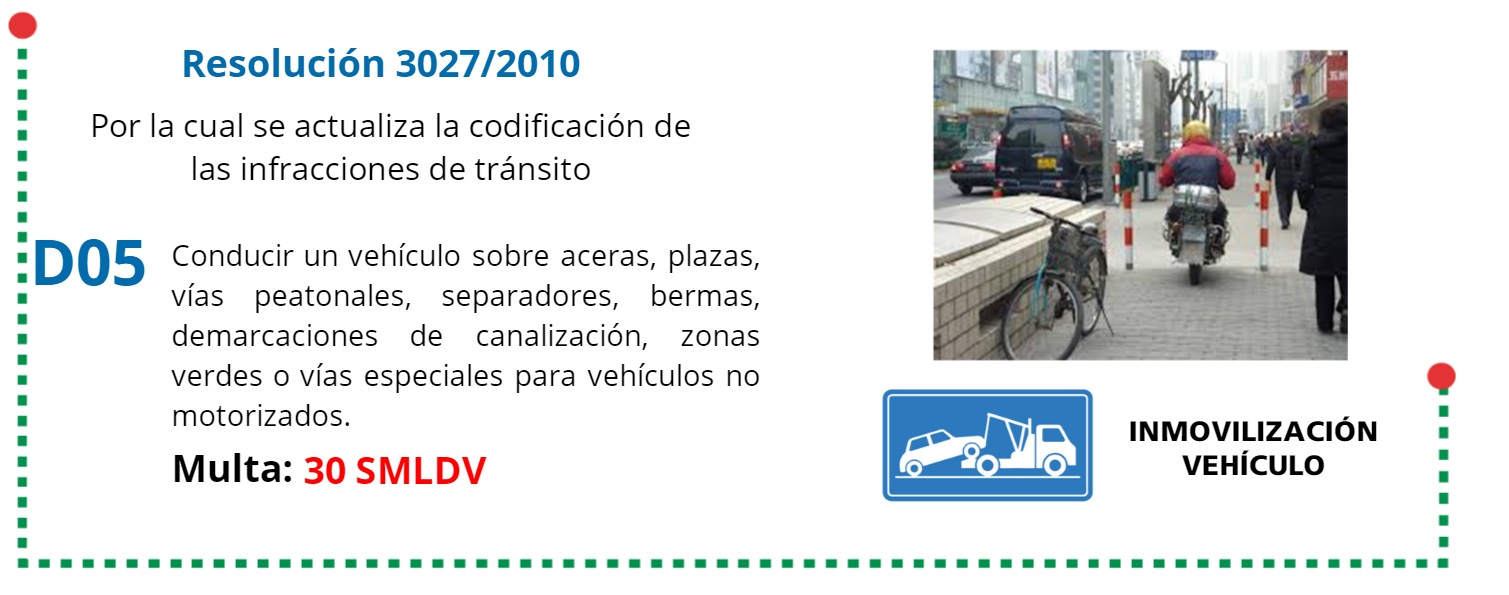 Resolución 3027/2010
Por la cual se actualiza la codificación de
las infracciones de tránsito
D05
Conducir un vehículo sobre aceras, plazas,
vías peatonales, separadores, bermas,
demarcaciones de canalización, zonas
verdes o vías especiales para vehículos no
motorizados.
Multa: 30 SMLDV
INMOVILIZACIÓN
VEHÍCULO